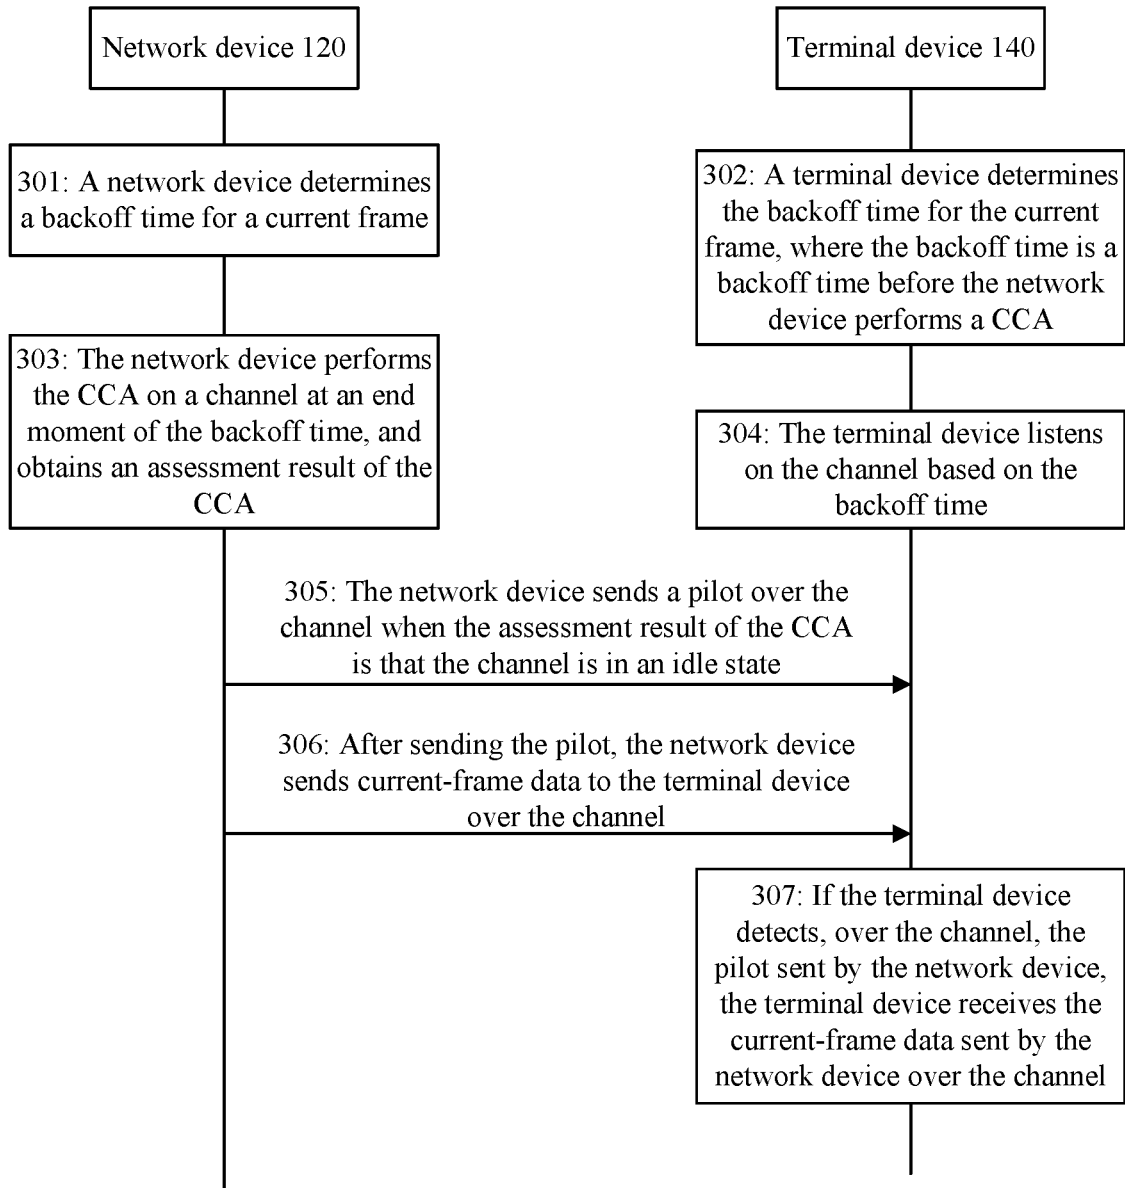 Network device 120
Terminal device 140
301: A network device determines
a backoff time for a current frame
302: A terminal device determines
the backoff time for the current
frame, where the backoff time is a
backoff time before the network
device performs a CCA
303: The network device performs
the CCA on a channel at an end
moment of the backoff time, and
obtains an assessment result of the
CCA
304: The terminal device listens
on the channel based on the
backoff time
305: The network device sends a pilot over the
channel when the assessment result of the CCA
is that the channel is in an idle state
306: After sending the pilot, the network device
sends current-frame data to the terminal device
over the channel
307: If the terminal device
detects, over the channel, the
pilot sent by the network device,
the terminal device receives the
current-frame data sent by the
network device over the channel